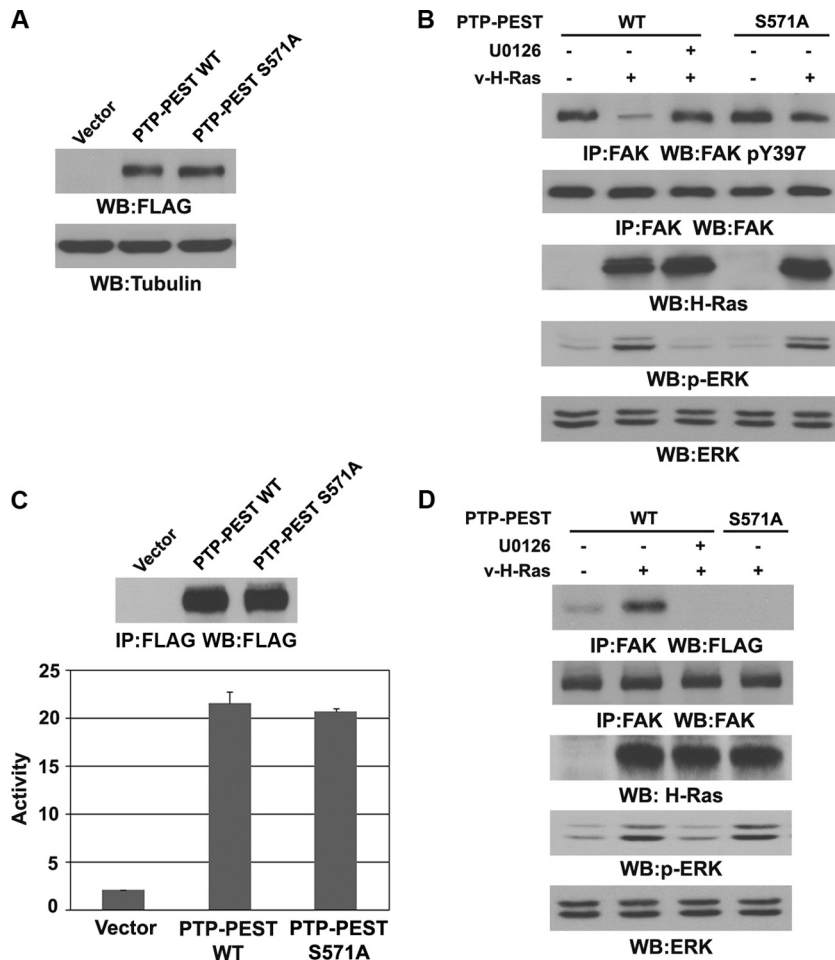 A
Vector
PTP-PEST WT
PTP-PEST S571A
WB:FLAG
WB:Tubulin
B
PTP-PEST WT S571A
U0126 - - + - -
v-H-Ras - + + - +
IP:FAK WB:FAK pY397
IP:FAK WB:FAK
WB:H-Ras
WB:p-ERK
WB:ERK
C
Vector
PTP-PEST WT
PTP-PEST S571A
IP:FLAG WB:FLAG
Activity
25
20
15
10
5
0
Vector
PTP-PEST WT
PTP-PEST S571A
D
PTP-PEST WT S571A
U0126 - - + -
v-H-Ras - + + +
IP:FAK WB:FLAG
IP:FAK WB:FAK
WB: H-Ras
WB:p-ERK
WB:ERK